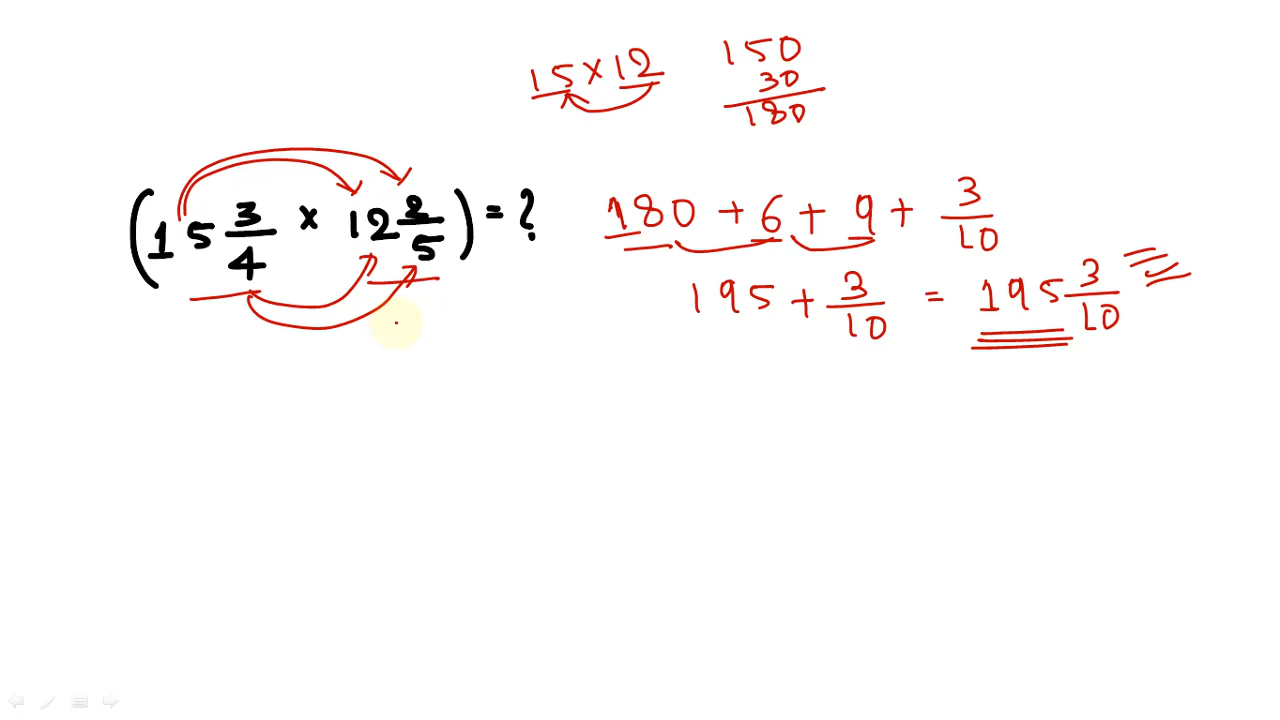 15 × 12 150
30
180
(15 3/4 × 12 2/5) = ?
180 + 6 + 9 + 3/10
195 + 3/10 = 195 3/10